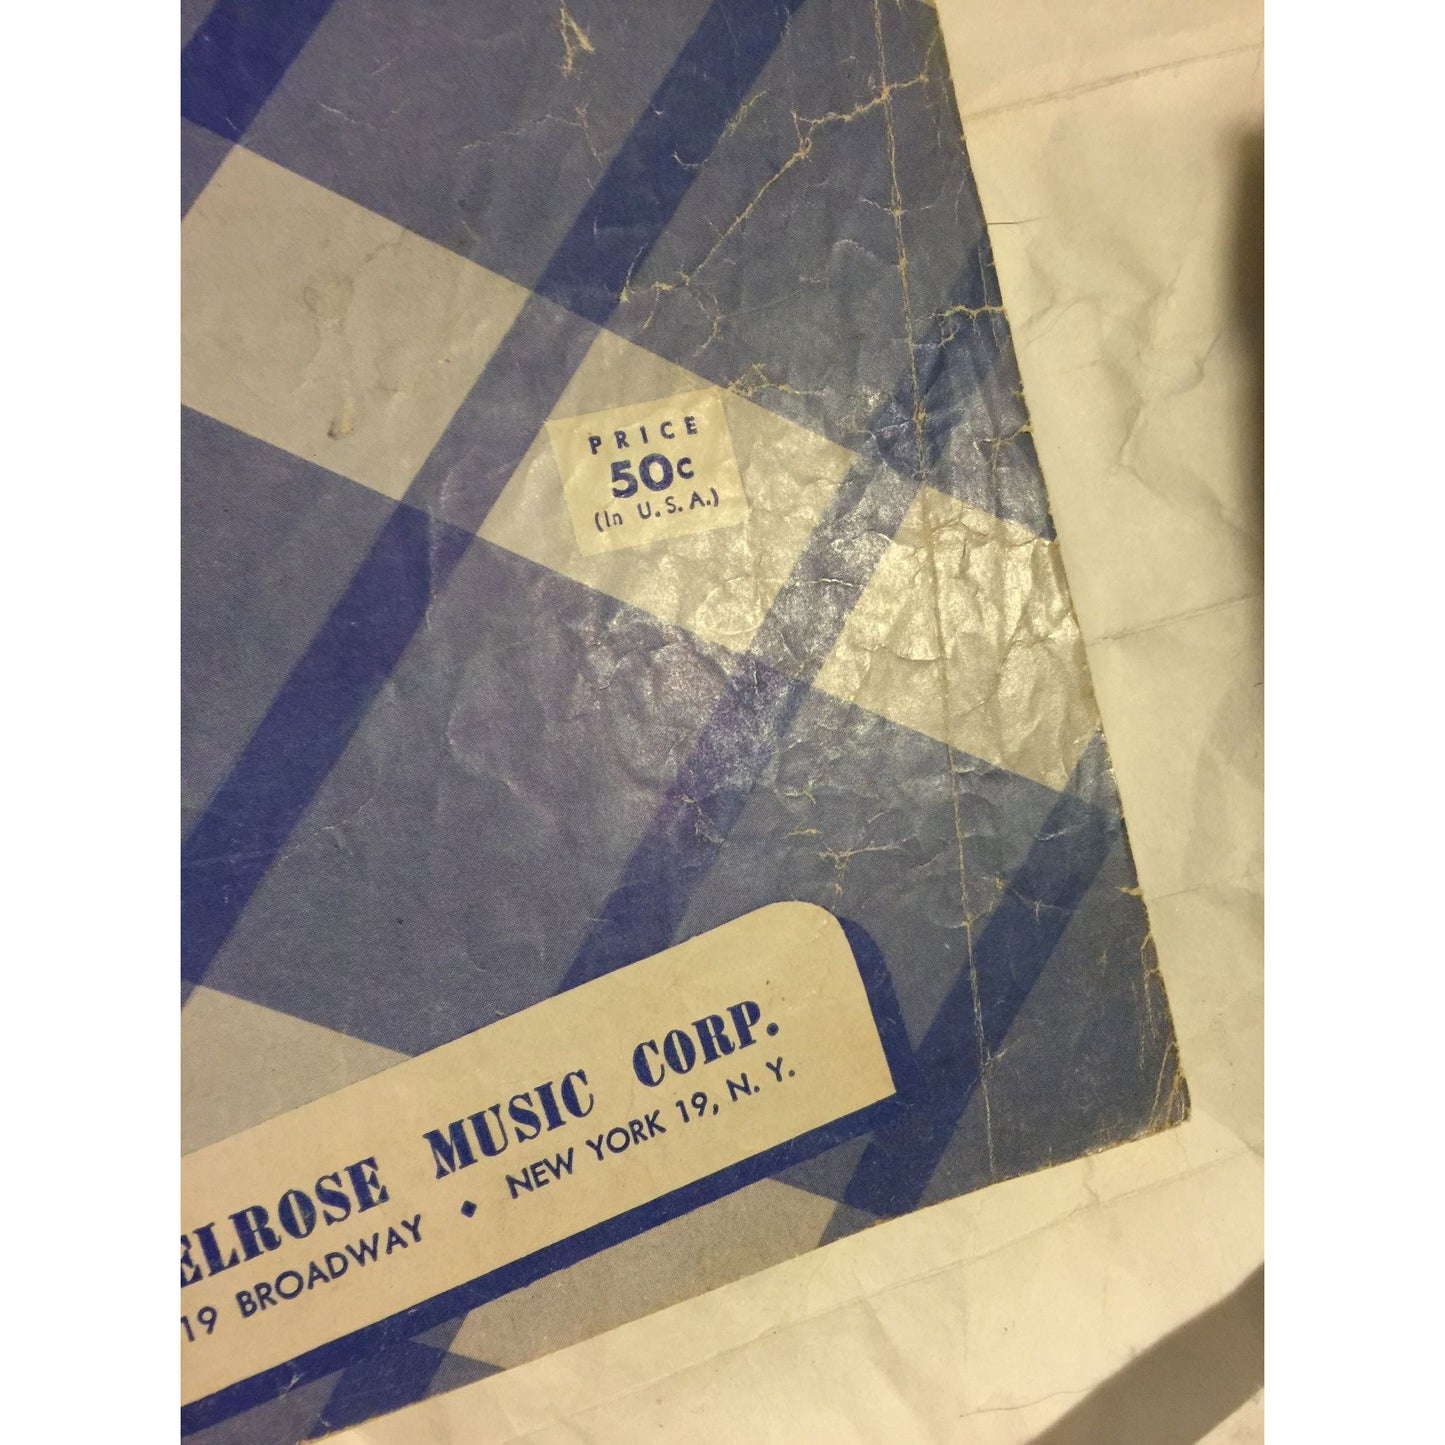 PRICE
50c
(In U.S.A.)
ELROSE MUSIC CORP.
19 BROADWAY ◆ NEW YORK 19, N. Y.